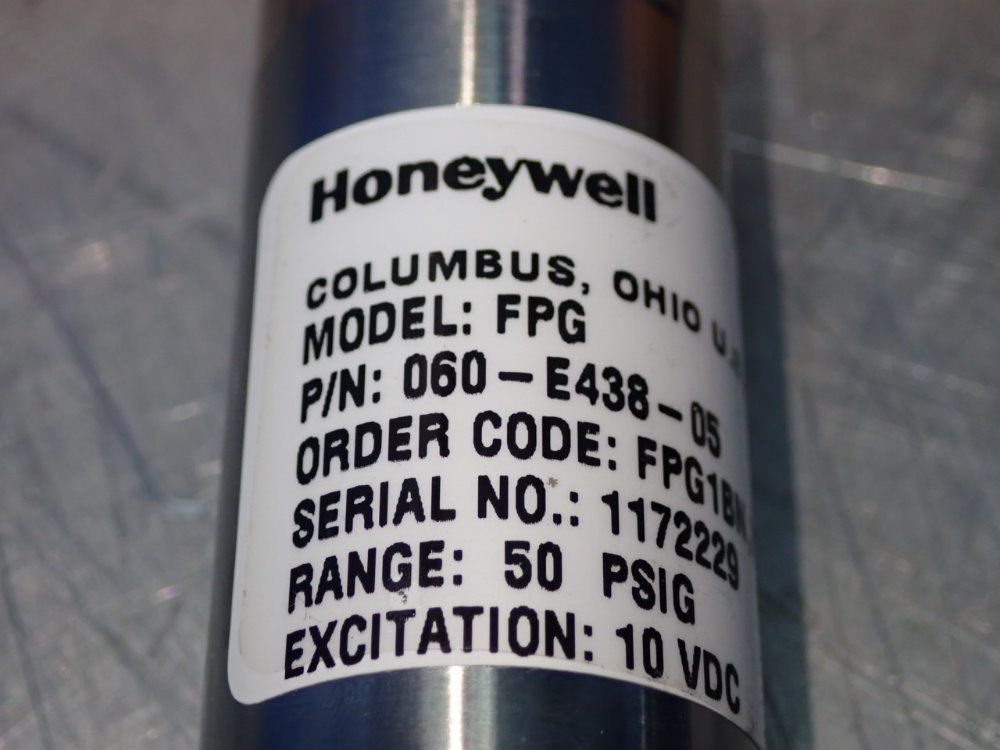 Honeywell
COLUMBUS, OHIO
MODEL: FPG
P/N: 060-E438-05
ORDER CODE:
SERIAL NO.: 1172229
RANGE: 50 PSIG
EXCITATION: 10 VDC